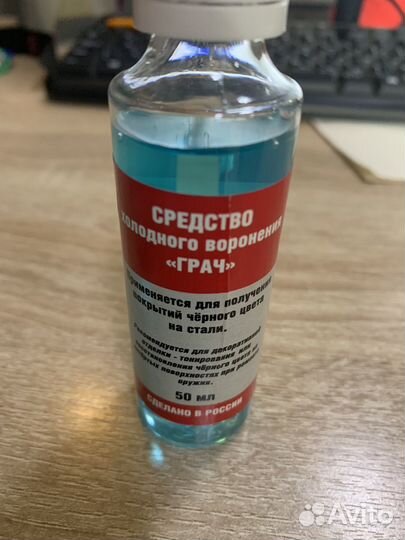 СРЕДСТВО
холодного воронения
«ГРАЧ»
Применяется для получения
покрытий чёрного цвета
на стали.
Рекомендуется для декоративной
отделки - тонирования или
восстановления чёрного цвета на
поверхностях при
оружия.
50 мл
СДЕЛАНО В РОССИИ
Avito